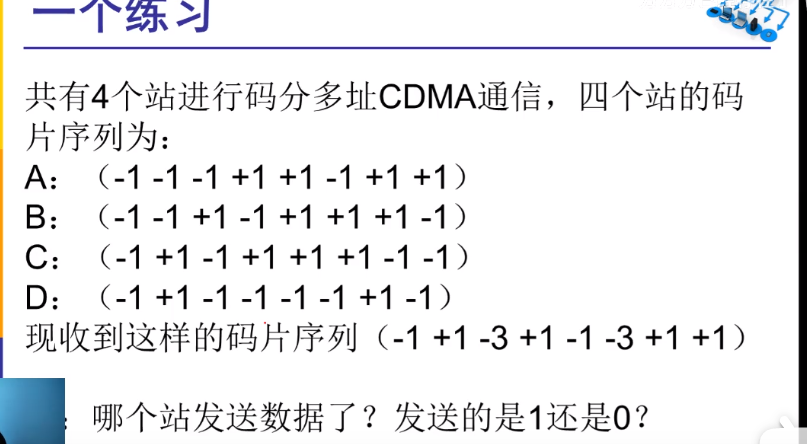 一个练习
共有4个站进行码分多址CDMA通信，四个站的码
片序列为：
A：（-1 -1 -1 +1 +1 -1 +1 +1）
B：（-1 -1 +1 -1 +1 +1 +1 -1）
C：（-1 +1 -1 +1 +1 +1 -1 -1）
D：（-1 +1 -1 -1 -1 -1 +1 -1）
现收到这样的码片序列（-1 +1 -3 +1 -1 -3 +1 +1）
：哪个站发送数据了？发送的是1还是0？